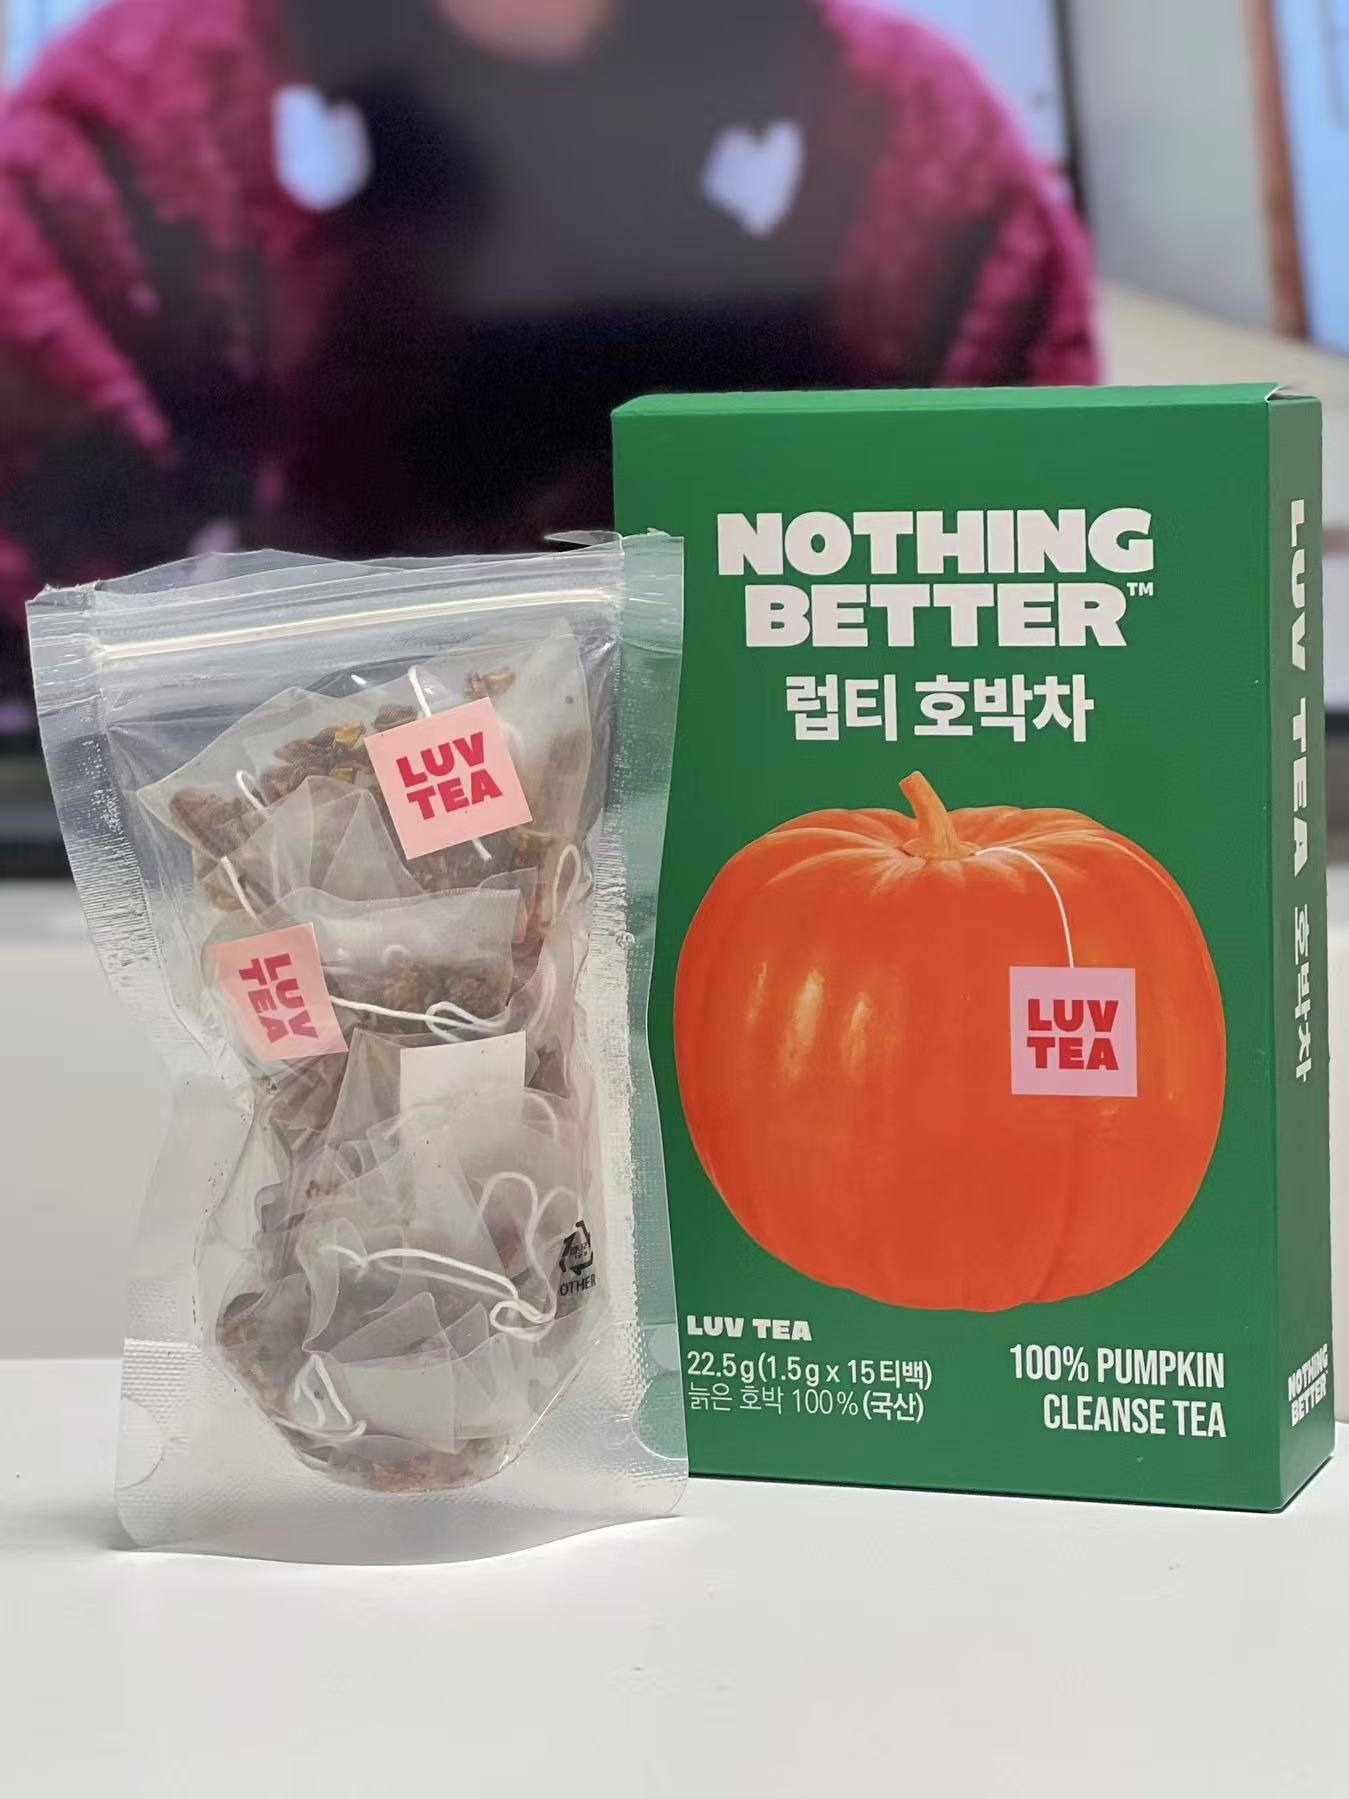 NOTHING
BETTER™
럽티 호박차
LUV
TEA
LUV TEA
22.5g(1.5g x 15티백)
늙은 호박 100%(국산)
100% PUMPKIN
CLEANSE TEA
LUV TEA 호박차
NOTHING
BETTER
LUV
TEA
LUV
TEA
OTHER